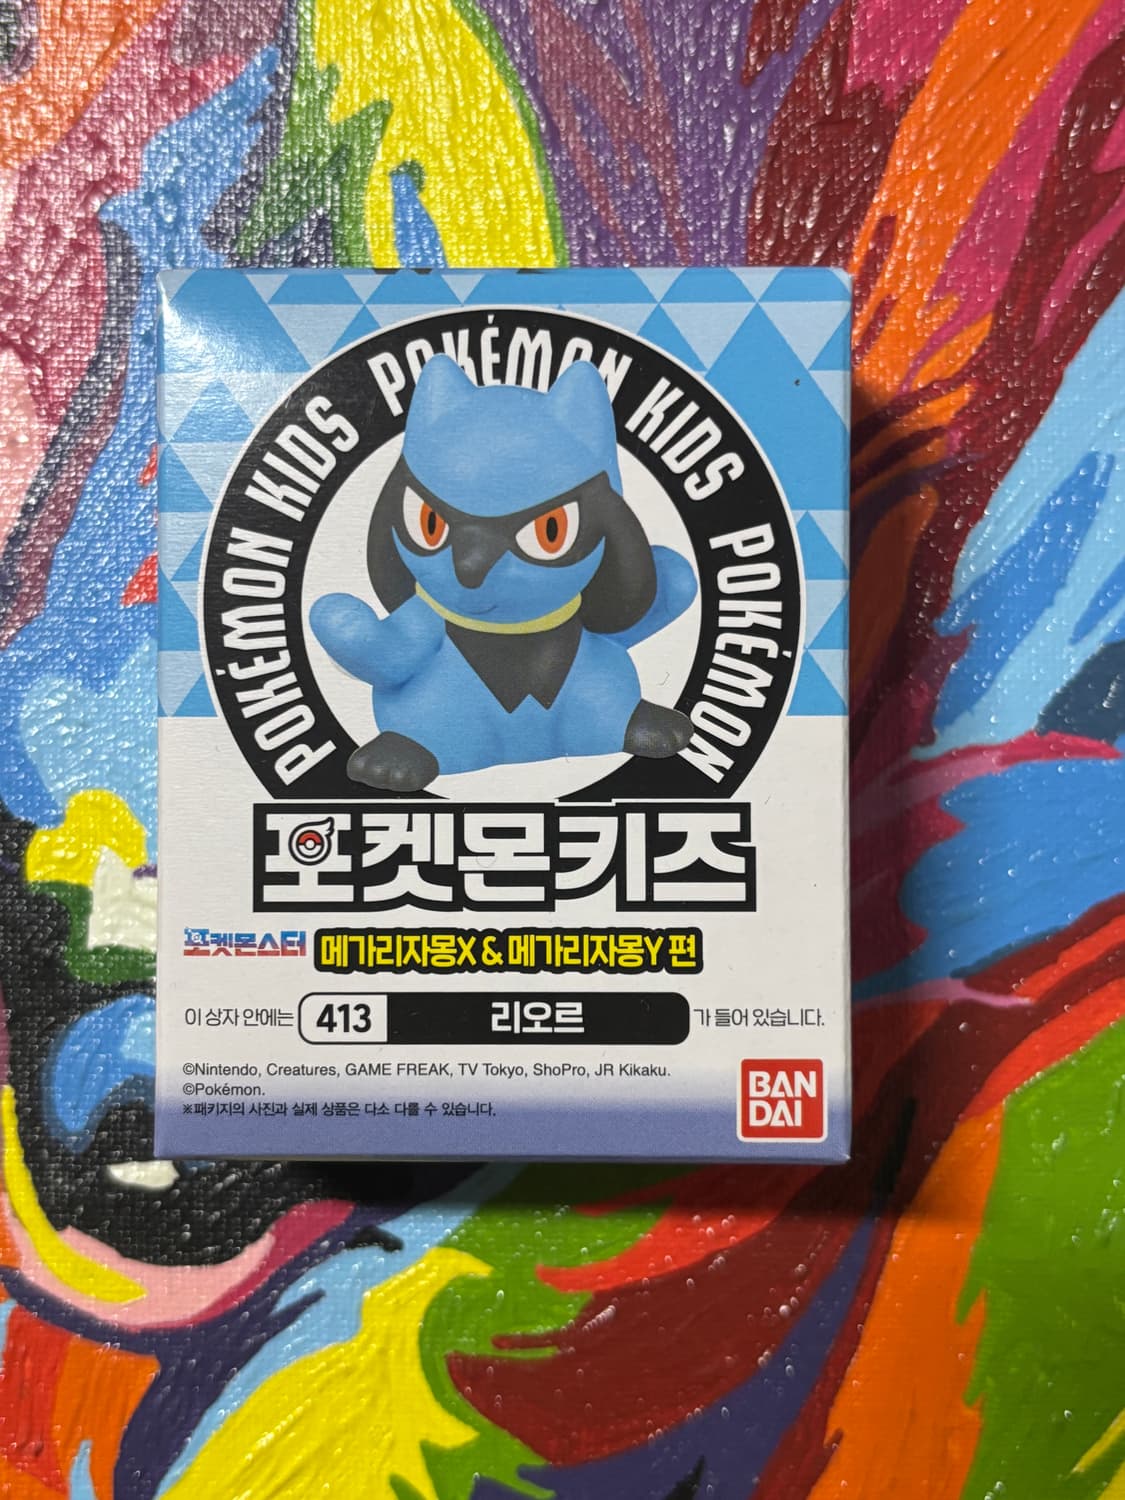 POKÉMON KIDS POKÉMON KIDS POKÉMON
포켓몬키즈
포켓몬스터 메가리자몽X & 메가리자몽Y 편
이 상자 안에는 413 리오르 가 들어 있습니다.
©Nintendo, Creatures, GAME FREAK, TV Tokyo, ShoPro, JR Kikaku.
©Pokémon.
※패키지의 사진과 실제 상품은 다소 다를 수 있습니다.
BAN
DAI